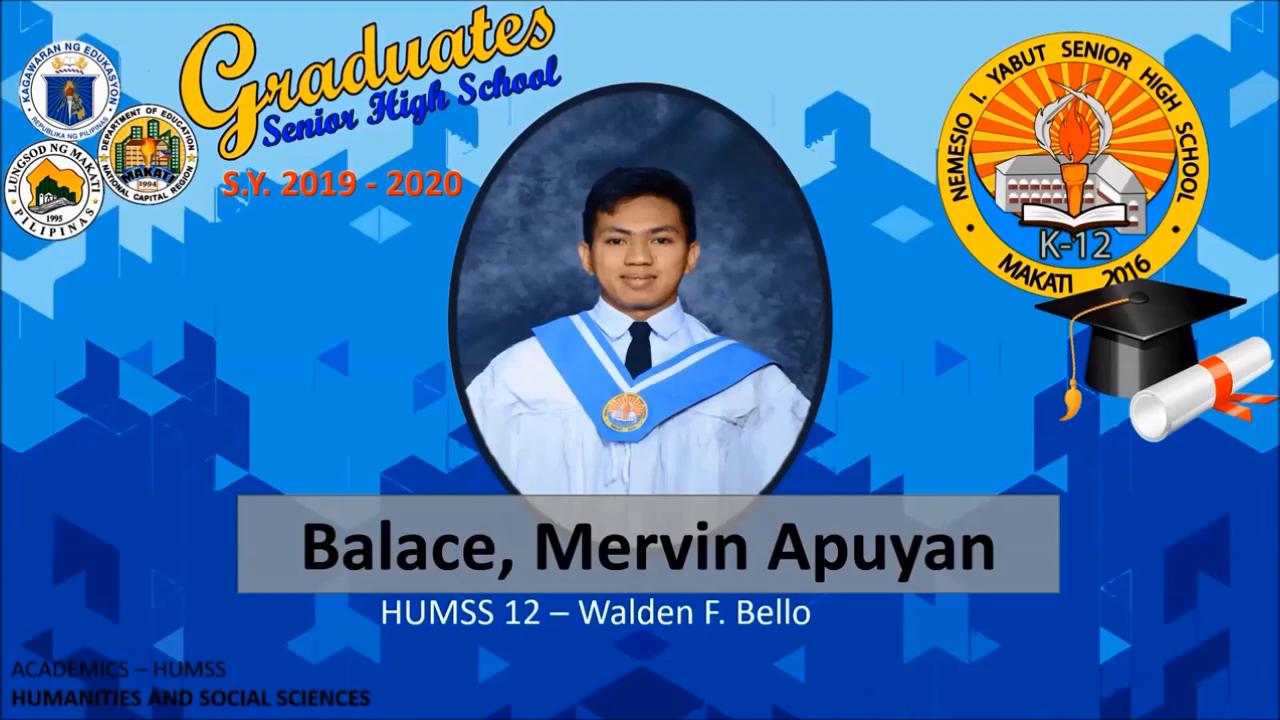 Graduates
Senior High School
S.Y. 2019 - 2020
KAGAWARAN NG EDUKASYON
REPUBLIKA NG PILIPINAS
DEPARTMENT OF EDUCATION
MAKATI
1994
NATIONAL CAPITAL REGION
LUNGSOD NG MAKATI
1995
PILIPINAS
NEMESIO I. YABUT SENIOR HIGH SCHOOL
K-12
MAKATI 2016
Balace, Mervin Apuyan
HUMSS 12 – Walden F. Bello
ACADEMICS – HUMSS
HUMANITIES AND SOCIAL SCIENCES